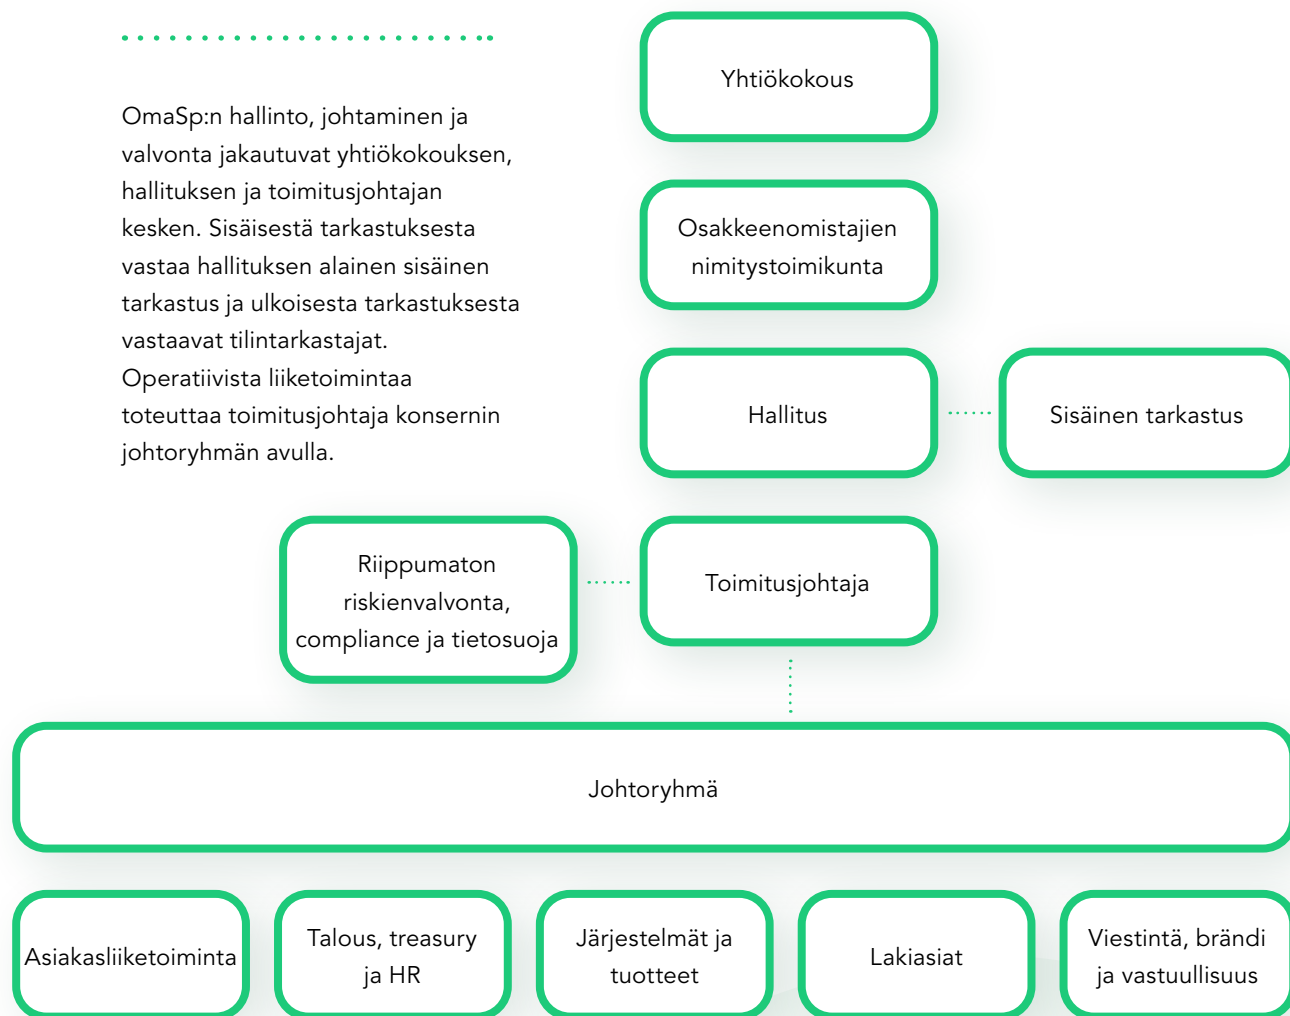 OmaSp:n hallinto, johtaminen ja
valvonta jakautuvat yhtiökokouksen,
hallituksen ja toimitusjohtajan
kesken. Sisäisestä tarkastuksesta
vastaa hallituksen alainen sisäinen
tarkastus ja ulkoisesta tarkastuksesta
vastaavat tilintarkastajat.
Operatiivista liiketoimintaa
toteuttaa toimitusjohtaja konsernin
johtoryhmän avulla.
Yhtiökokous
Osakkeenomistajien
nimitystoimikunta
Hallitus
Sisäinen tarkastus
Riippumaton
riskienvalvonta,
compliance ja tietosuoja
Toimitusjohtaja
Johtoryhmä
Asiakasliiketoiminta
Talous, treasury
ja HR
Järjestelmät ja
tuotteet
Lakiasiat
Viestintä, brändi
ja vastuullisuus